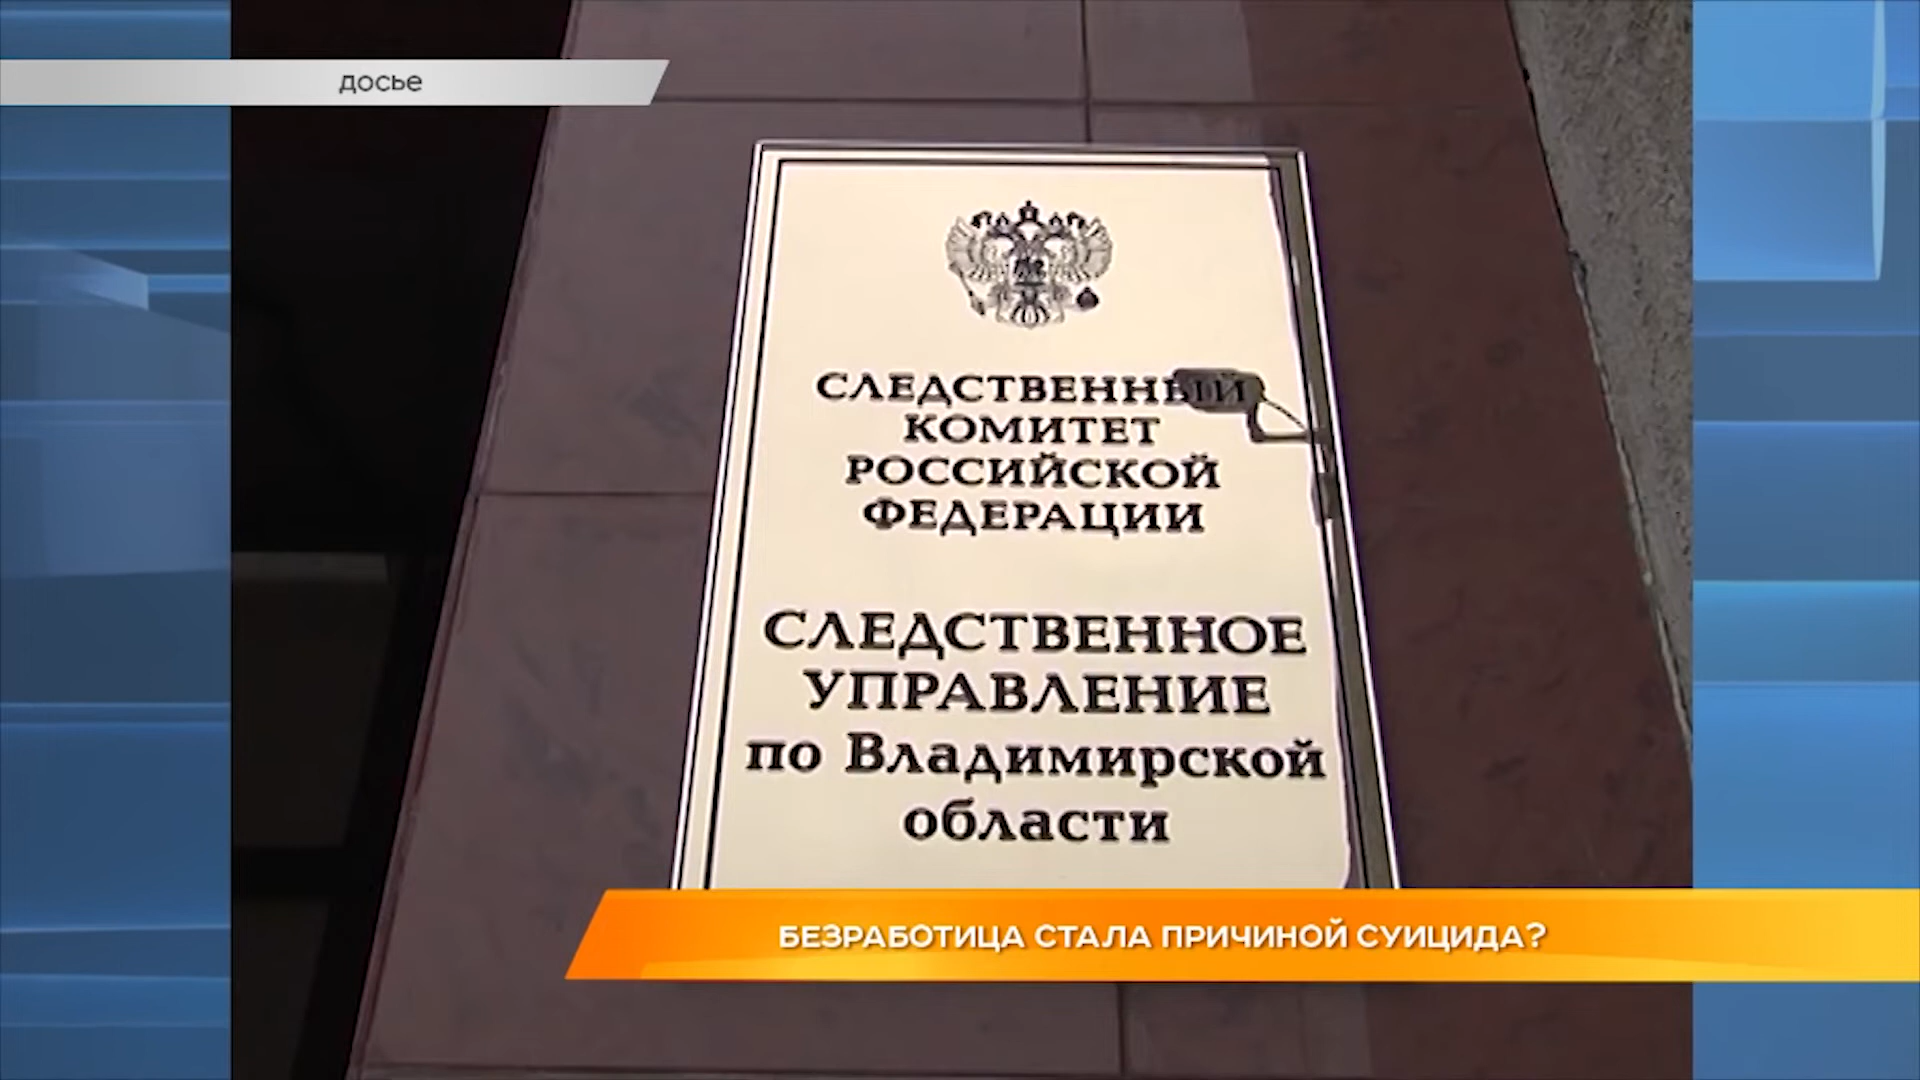 досье
СЛЕДСТВЕННЫЙ
КОМИТЕТ
РОССИЙСКОЙ
ФЕДЕРАЦИИ
СЛЕДСТВЕННОЕ
УПРАВЛЕНИЕ
по Владимирской
области
БЕЗРАБОТИЦА СТАЛА ПРИЧИНОЙ СУИЦИДА?